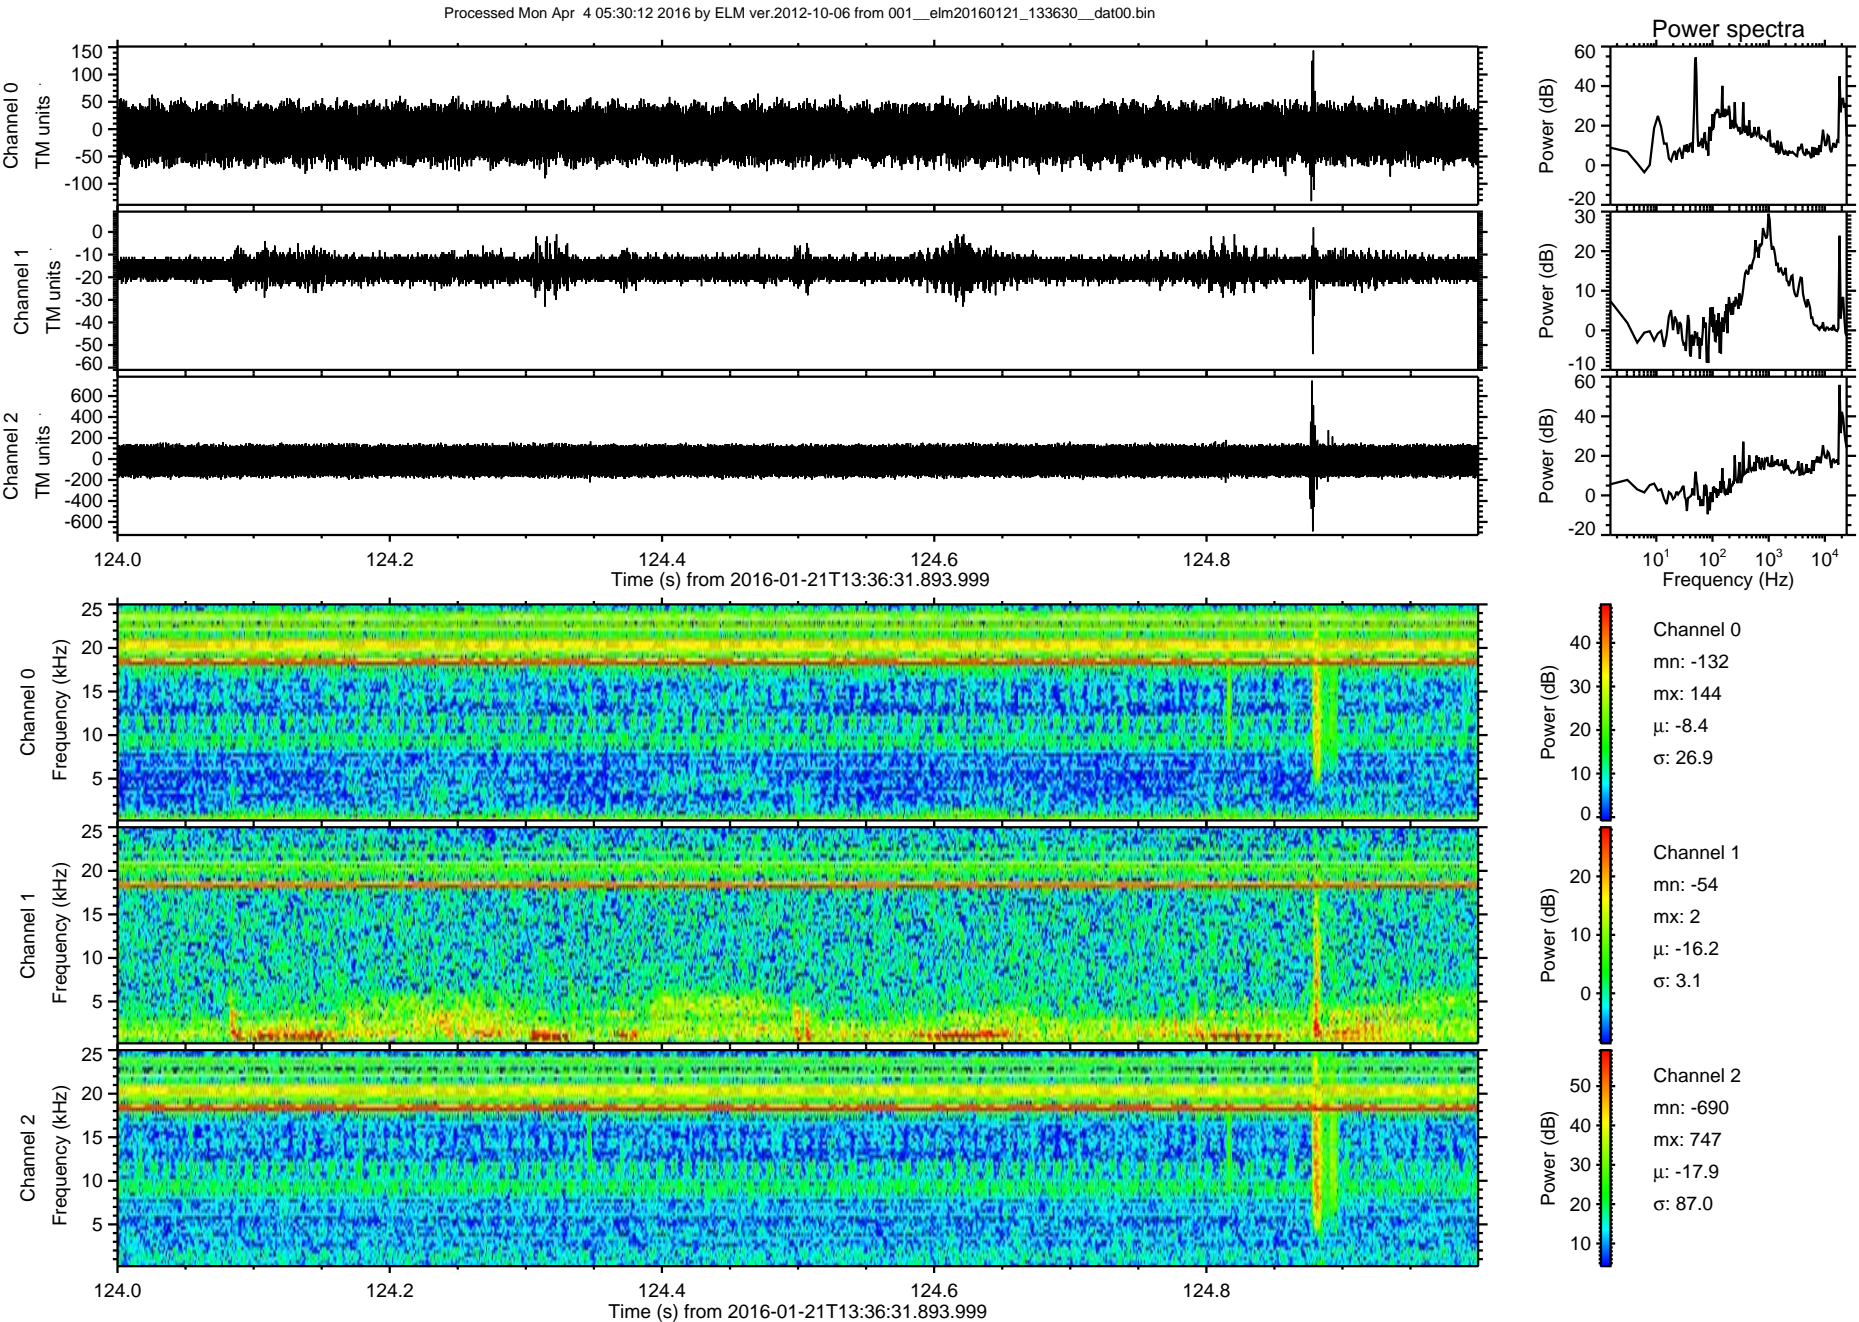 Processed Mon Apr  4 05:30:12 2016 by ELM ver.2012-10-06 from 001__elm20160121_133630__dat00.bin
Power spectra
Channel 0
TM units
150
100
50
0
-50
-100
Power (dB)
60
40
20
0
-20
Channel 1
TM units
0
-10
-20
-30
-40
-50
-60
Power (dB)
30
20
10
0
-10
Channel 2
TM units
600
400
200
0
-200
-400
-600
Power (dB)
60
40
20
0
-20
124.0 124.2 124.4 124.6 124.8
Time (s) from 2016-01-21T13:36:31.893.999
10¹ 10² 10³ 10⁴
Frequency (Hz)
Channel 0
Frequency (kHz)
25
20
15
10
5
Power (dB)
40
30
20
10
0
Channel 0
mn: -132
mx: 144
µ: -8.4
σ: 26.9
Channel 1
Frequency (kHz)
25
20
15
10
5
Power (dB)
20
10
0
Channel 1
mn: -54
mx: 2
µ: -16.2
σ: 3.1
Channel 2
Frequency (kHz)
25
20
15
10
5
Power (dB)
50
40
30
20
10
Channel 2
mn: -690
mx: 747
µ: -17.9
σ: 87.0
124.0 124.2 124.4 124.6 124.8
Time (s) from 2016-01-21T13:36:31.893.999